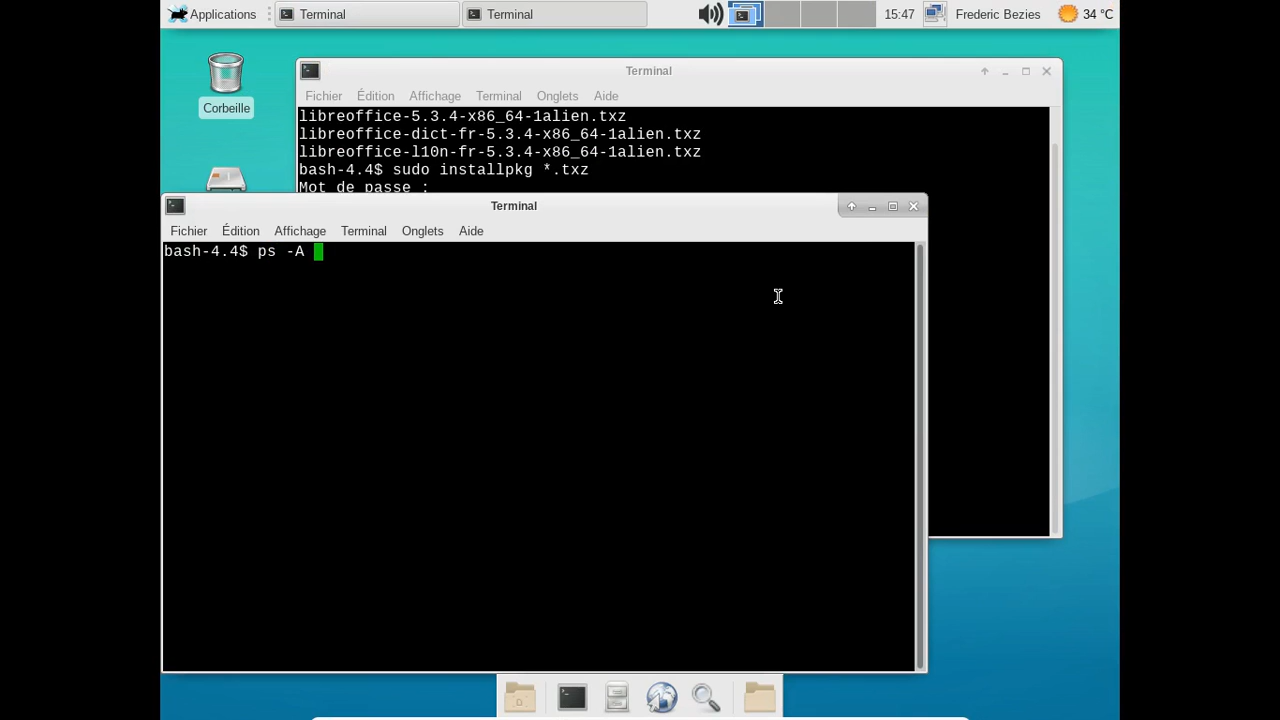 Applications
Terminal
Terminal
15:47
Frederic Bezies
34 °C
Corbeille
Terminal
Fichier Édition Affichage Terminal Onglets Aide
libreoffice-5.3.4-x86_64-1alien.txz
libreoffice-dict-fr-5.3.4-x86_64-1alien.txz
libreoffice-l10n-fr-5.3.4-x86_64-1alien.txz
bash-4.4$ sudo installpkg *.txz
Mot de passe :
Terminal
Fichier Édition Affichage Terminal Onglets Aide
bash-4.4$ ps -A